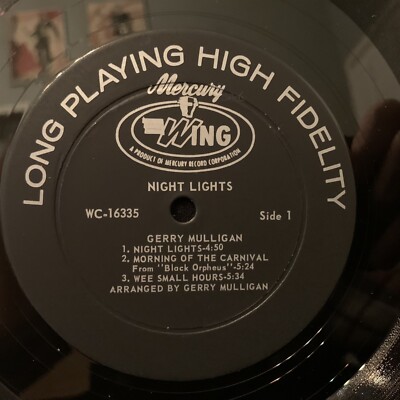 LONG PLAYING HIGH FIDELITY
Mercury
WING
A PRODUCT OF MERCURY RECORD CORPORATION
NIGHT LIGHTS
WC-16335 Side 1
GERRY MULLIGAN
1. NIGHT LIGHTS-4:50
2. MORNING OF THE CARNIVAL
From "Black Orpheus"-5:24
3. WEE SMALL HOURS-5:34
ARRANGED BY GERRY MULLIGAN